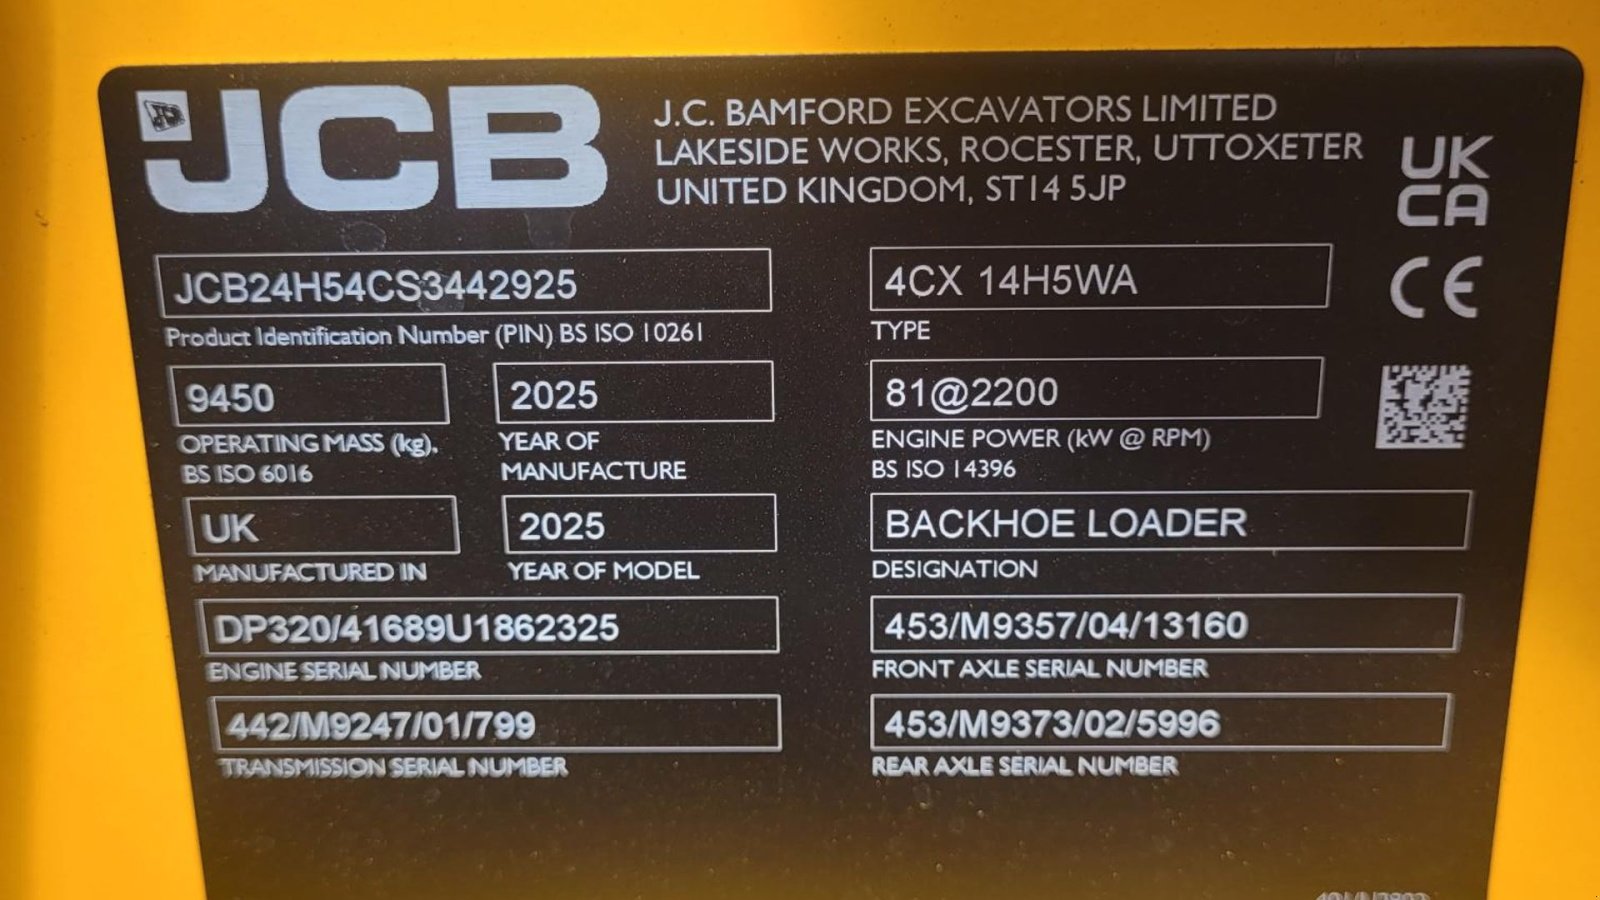 JCB
J.C. BAMFORD EXCAVATORS LIMITED
LAKESIDE WORKS, ROCESTER, UTTOXETER
UNITED KINGDOM, ST14 5JP
UK
CA
CE
JCB24H54CS3442925
Product Identification Number (PIN) BS ISO 10261
4CX 14H5WA
TYPE
9450
OPERATING MASS (kg).
BS ISO 6016
2025
YEAR OF
MANUFACTURE
81@2200
ENGINE POWER (kW @ RPM)
BS ISO 14396
UK
MANUFACTURED IN
2025
YEAR OF MODEL
BACKHOE LOADER
DESIGNATION
DP320/41689U1862325
ENGINE SERIAL NUMBER
453/M9357/04/13160
FRONT AXLE SERIAL NUMBER
442/M9247/01/799
TRANSMISSION SERIAL NUMBER
453/M9373/02/5996
REAR AXLE SERIAL NUMBER